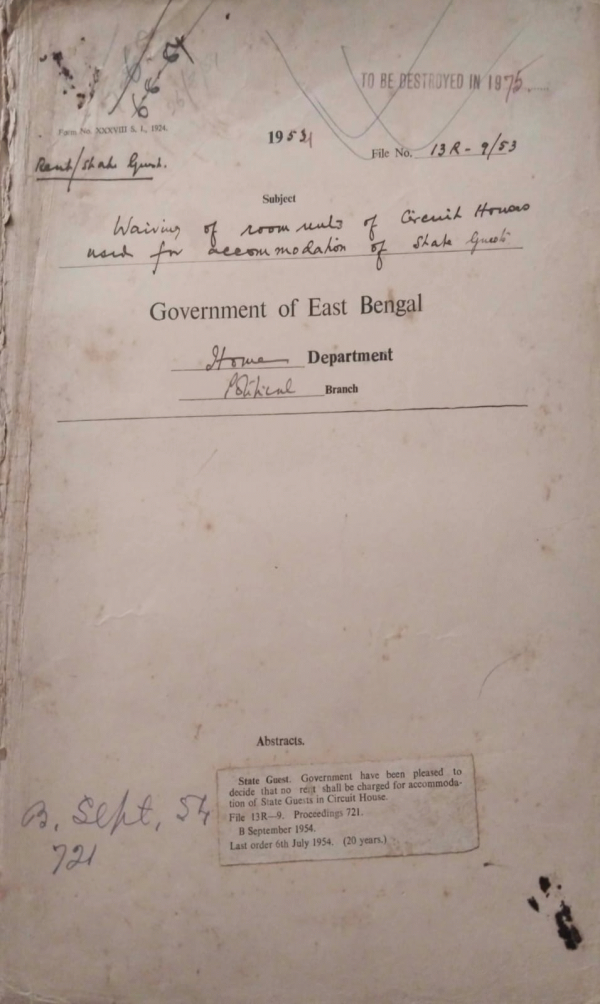 TO BE DESTROYED IN 1975
Form No. XXXVIII S. I., 1924.
1954
File No. 13R - 9/53
Rent/State Guest.
Subject
Waiving of room rents of Circuit Houses
used for accommodation of State Guests
Government of East Bengal
Home Department
Political Branch
Abstracts.
State Guest. Government have been pleased to
decide that no rent shall be charged for accommoda-
tion of State Guests in Circuit House.
File 13R—9. Proceedings 721.
B September 1954.
Last order 6th July 1954. (20 years.)
B. Sept, 54
721